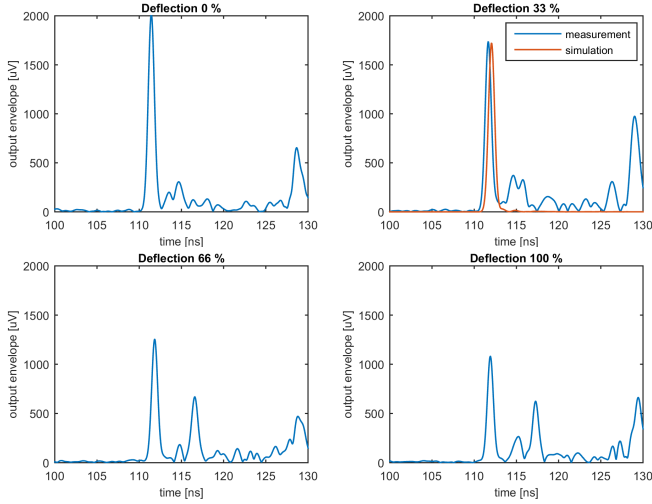 Deflection 0 %
output envelope [uV]
2000
1500
1000
500
0
100 105 110 115 120 125 130
time [ns]
Deflection 33 %
measurement
simulation
output envelope [uV]
2000
1500
1000
500
0
100 105 110 115 120 125 130
time [ns]
Deflection 66 %
output envelope [uV]
2000
1500
1000
500
0
100 105 110 115 120 125 130
time [ns]
Deflection 100 %
output envelope [uV]
2000
1500
1000
500
0
100 105 110 115 120 125 130
time [ns]